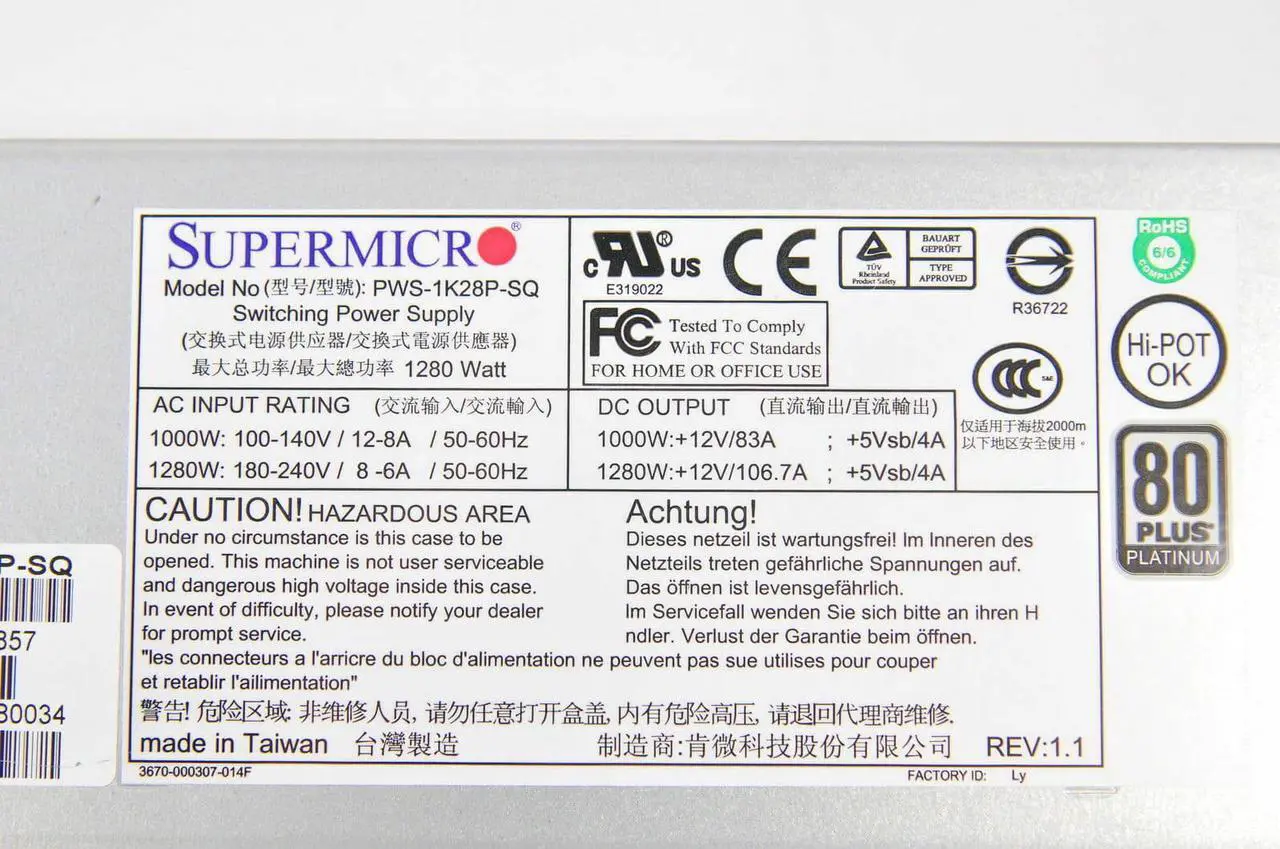 SUPERMICRO®
Model No (型号/型號): PWS-1K28P-SQ
Switching Power Supply
(交换式电源供应器/交換式電源供應器)
最大总功率/最大總功率 1280 Watt
c RU® US
E319022
CE
TÜV
Rheinland
Product Safety
BAUART
GEPRÜFT
TYPE
APPROVED
R36722
FC Tested To Comply
With FCC Standards
FOR HOME OR OFFICE USE
CCC S&E
仅适用于海拔2000m
以下地区安全使用。
RoHS
6/6
COMPLIANT
Hi-POT
OK
80
PLUS®
PLATINUM
AC INPUT RATING (交流输入/交流輸入)
1000W: 100-140V / 12-8A / 50-60Hz
1280W: 180-240V / 8 -6A / 50-60Hz
DC OUTPUT (直流输出/直流輸出)
1000W:+12V/83A ; +5Vsb/4A
1280W:+12V/106.7A ; +5Vsb/4A
CAUTION! HAZARDOUS AREA
Under no circumstance is this case to be
opened. This machine is not user serviceable
and dangerous high voltage inside this case.
In event of difficulty, please notify your dealer
for prompt service.
Achtung!
Dieses netzeil ist wartungsfrei! Im Inneren des
Netzteils treten gefährliche Spannungen auf.
Das öffnen ist levensgefährlich.
Im Servicefall wenden Sie sich bitte an ihren H
ndler. Verlust der Garantie beim öffnen.
"les connecteurs a l'arricre du bloc d'alimentation ne peuvent pas sue utilises pour couper
et retablir l'ailimentation"
警告! 危险区域: 非维修人员, 请勿任意打开盒盖, 内有危险高压, 请退回代理商维修.
made in Taiwan 台灣製造 制造商:肯微科技股份有限公司 REV:1.1
3670-000307-014F
FACTORY ID: Ly
P-SQ
357
80034